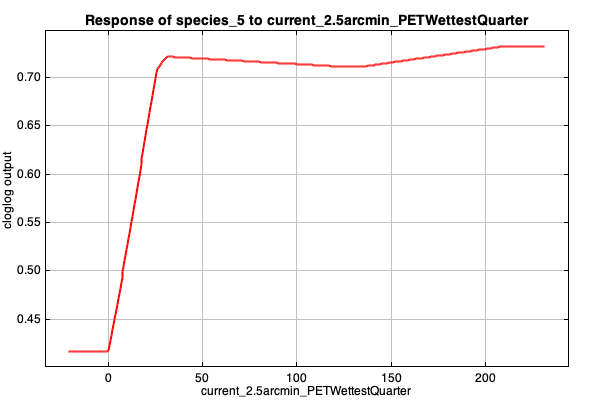 Response of species_5 to current_2.5arcmin_PETWettestQuarter
cloglog output
0.70
0.65
0.60
0.55
0.50
0.45
0 50 100 150 200
current_2.5arcmin_PETWettestQuarter